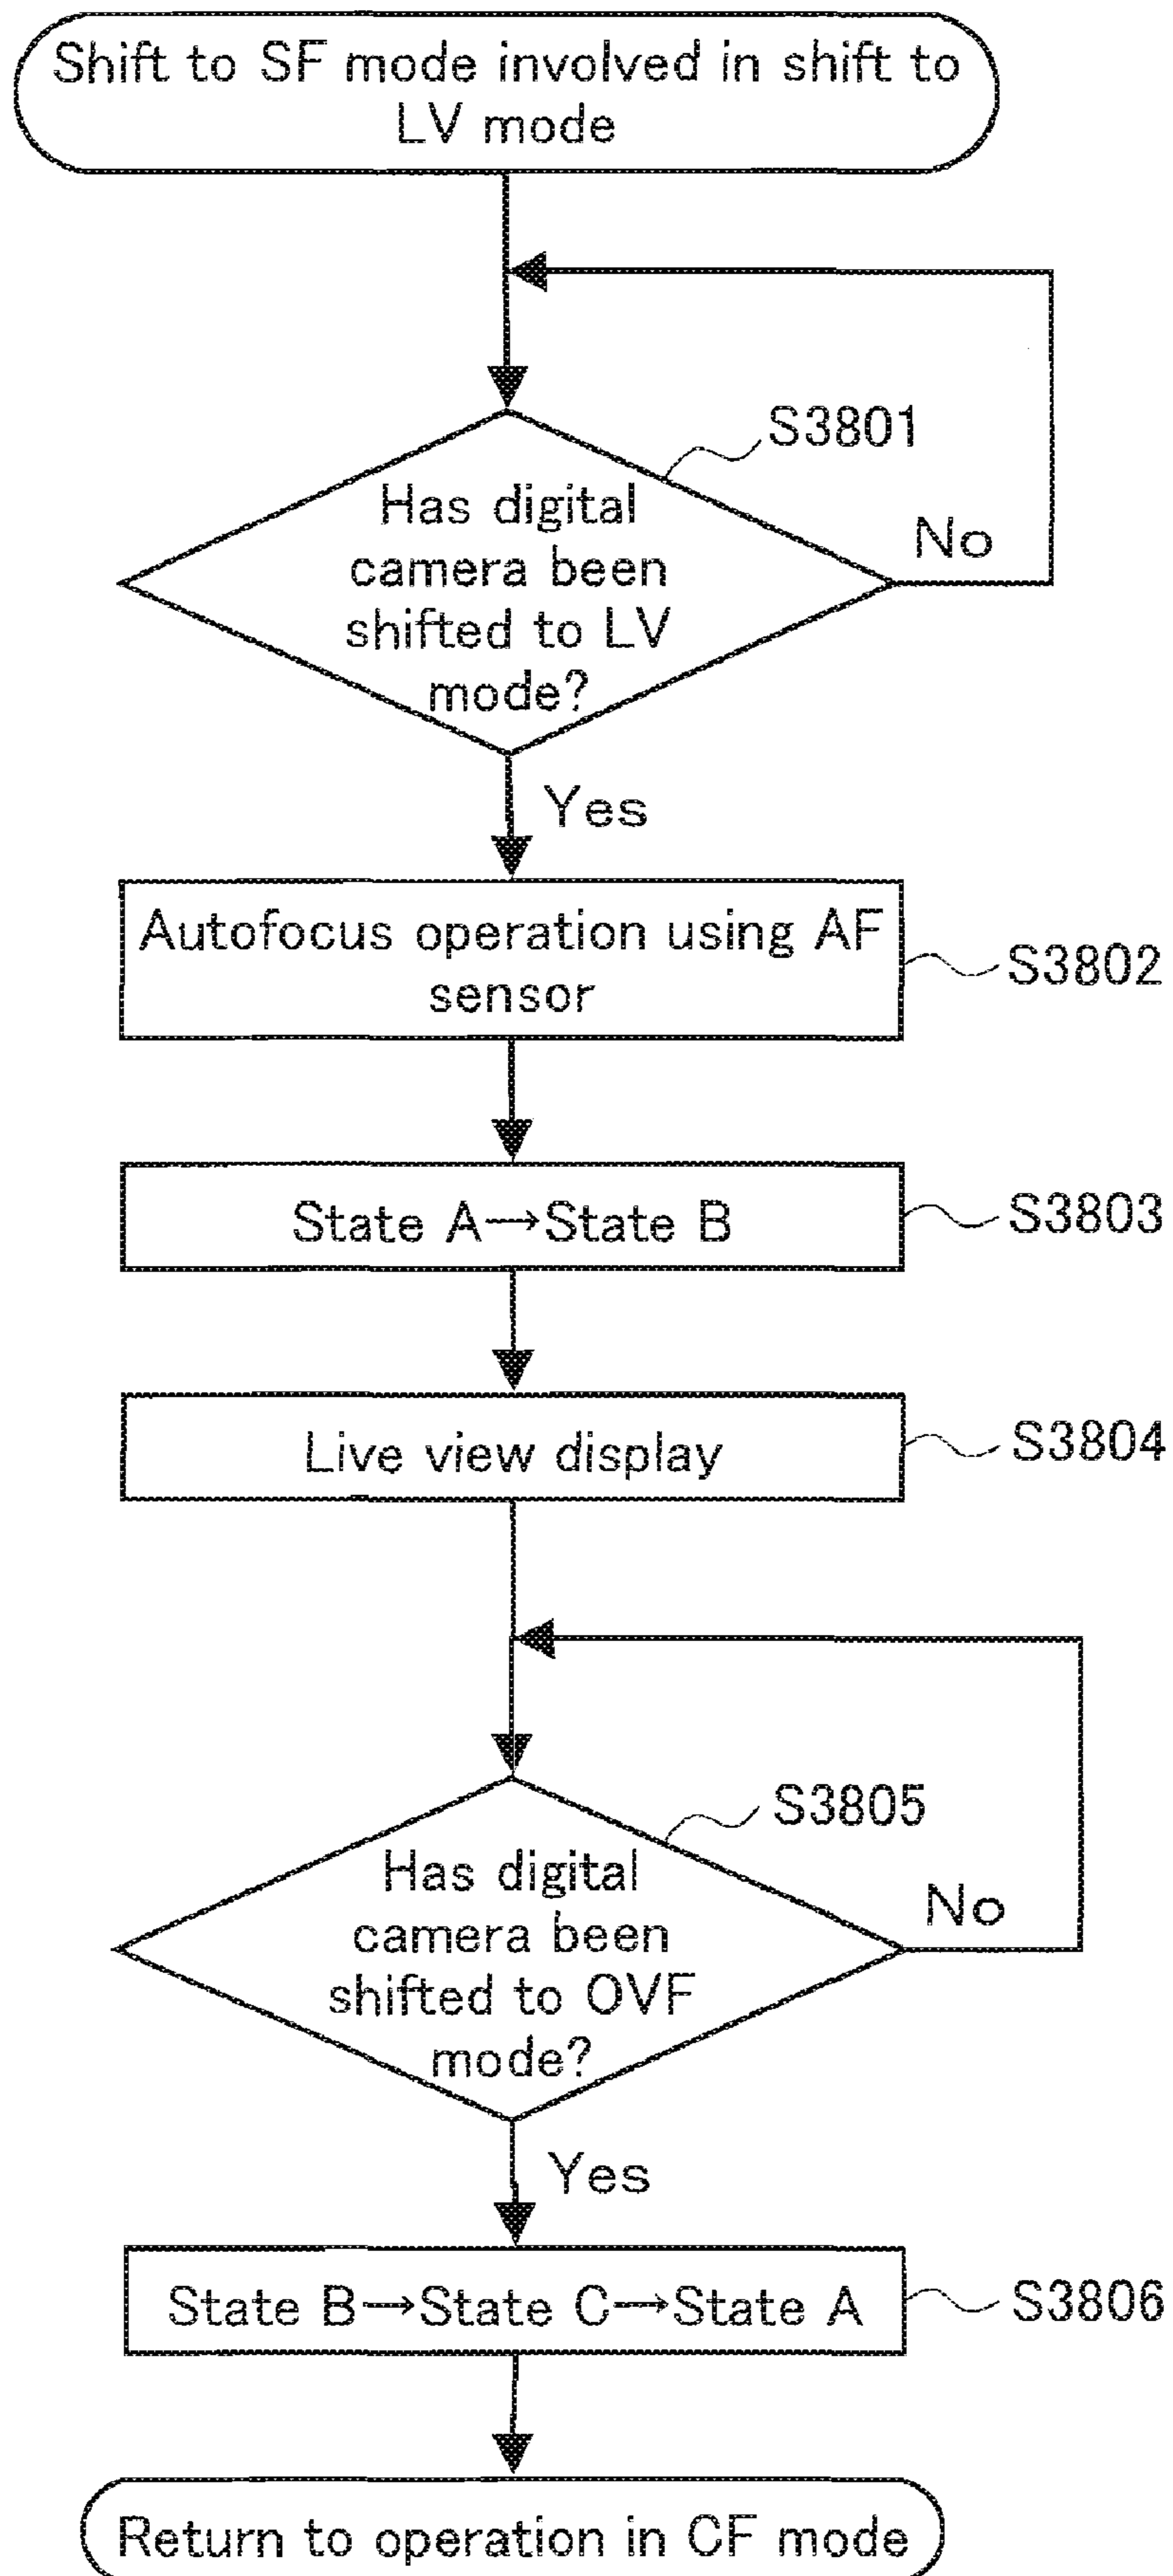 Shift to SF mode involved in shift to
LV mode
S3801
Has digital
camera been
shifted to LV
mode?
No
Yes
Autofocus operation using AF
sensor
S3802
State A→State B
S3803
Live view display
S3804
S3805
Has digital
camera been
shifted to OVF
mode?
No
Yes
State B→State C→State A
S3806
Return to operation in CF mode